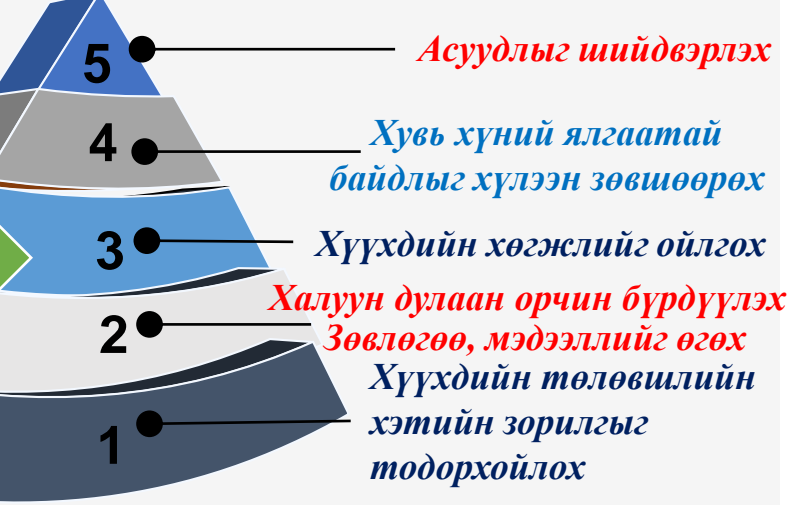 5
Асуудлыг шийдвэрлэх
4
Хувь хүний ялгаатай
байдлыг хүлээн зөвшөөрөх
3
Хүүхдийн хөгжлийг ойлгох
2
Халуун дулаан орчин бүрдүүлэх
Зөвлөгөө, мэдээллийг өгөх
1
Хүүхдийн төлөвшлийн
хэтийн зорилгыг
тодорхойлох